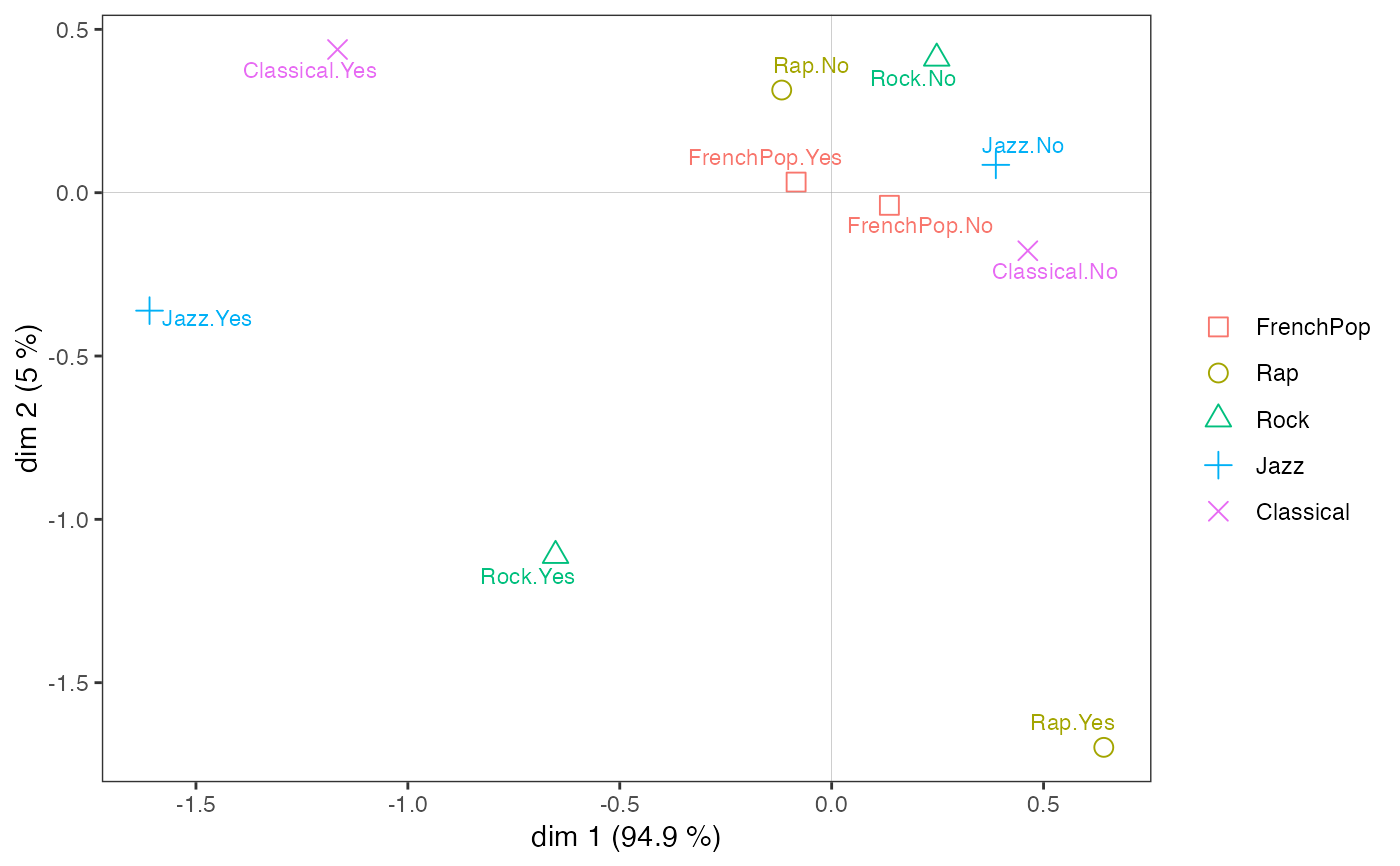 0.5
Classical.Yes
Rap.No
Rock.No
Jazz.No
FrenchPop.Yes
0.0
FrenchPop.No
Classical.No
Jazz.Yes
-0.5
-1.0
Rock.Yes
-1.5
Rap.Yes
-1.5 -1.0 -0.5 0.0 0.5
dim 1 (94.9 %)
dim 2 (5 %)
FrenchPop
Rap
Rock
Jazz
Classical